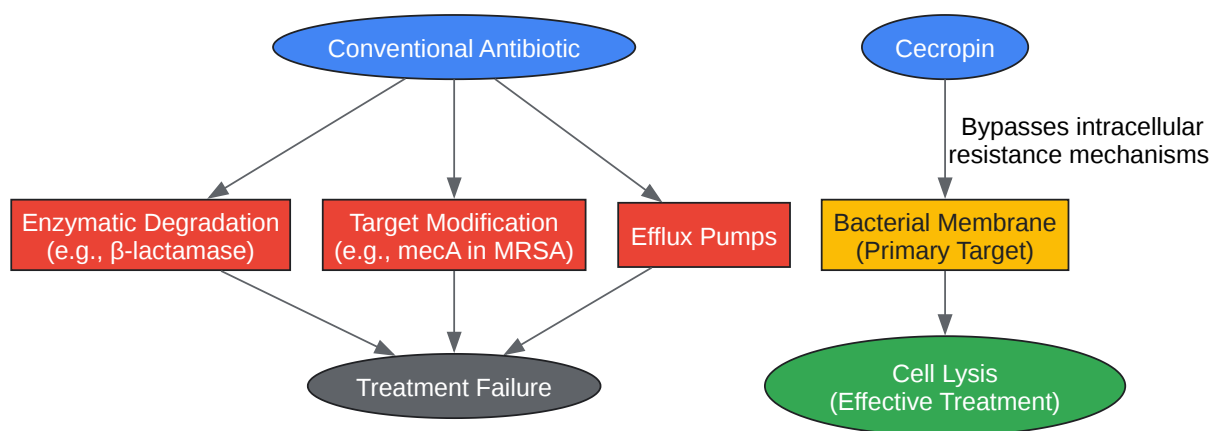 Conventional Antibiotic
Cecropin
Bypasses intracellular
resistance mechanisms
Enzymatic Degradation
(e.g., β-lactamase)
Target Modification
(e.g., mecA in MRSA)
Efflux Pumps
Bacterial Membrane
(Primary Target)
Treatment Failure
Cell Lysis
(Effective Treatment)